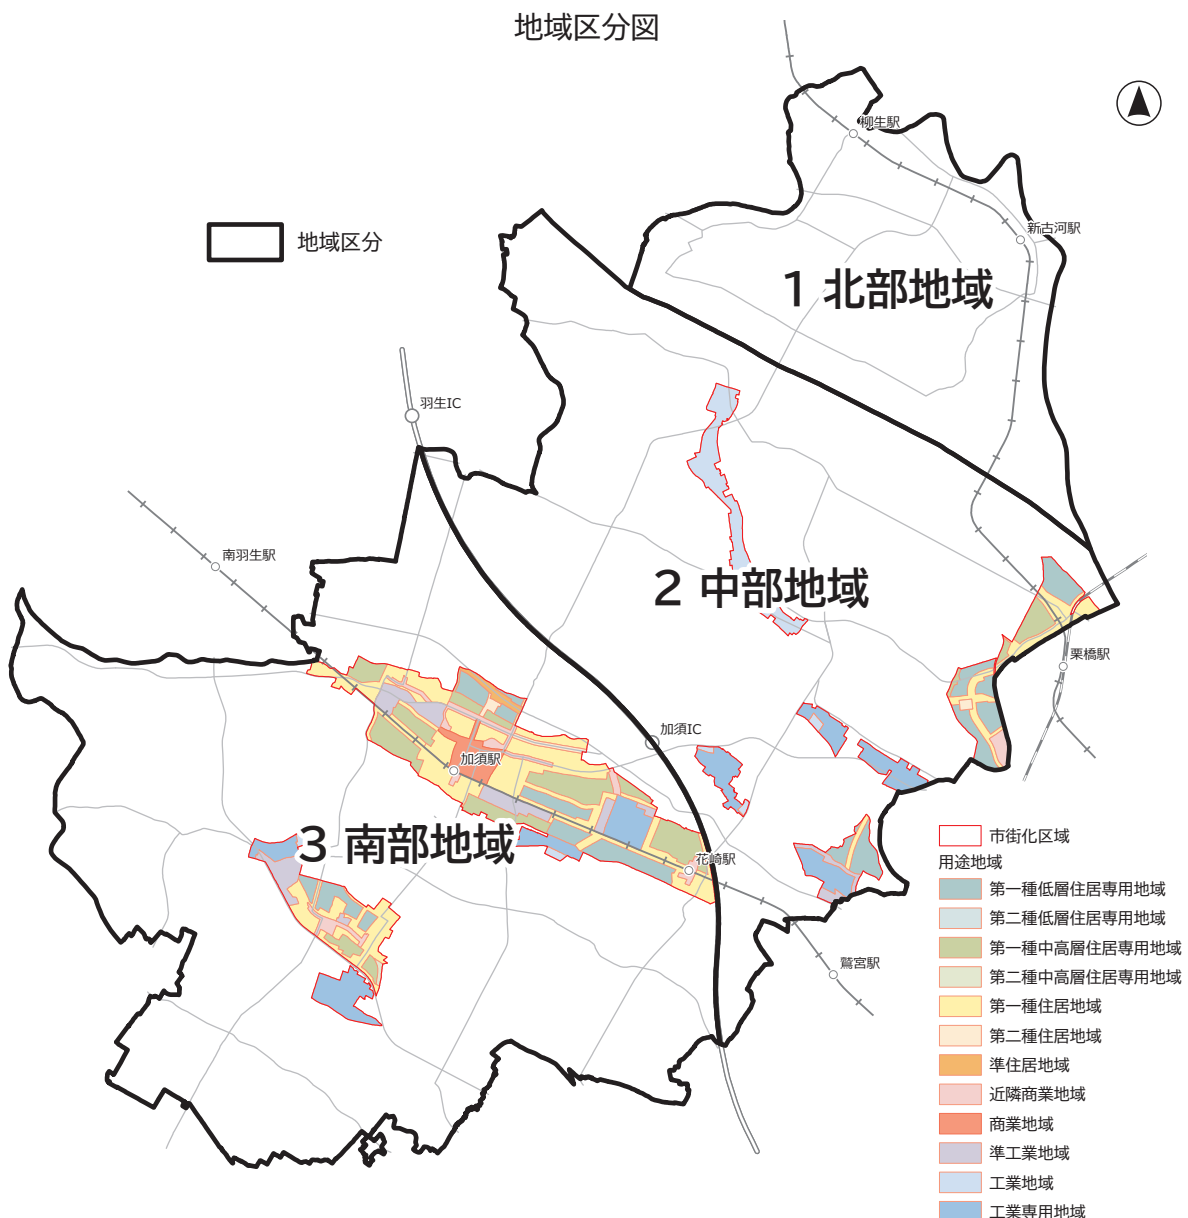 地域区分図
柳生駅
新古河駅
地域区分
1 北部地域
羽生IC
南羽生駅
2 中部地域
栗橋駅
加須IC
加須駅
3 南部地域
花崎駅
鷲宮駅
市街化区域
用途地域
第一種低層住居専用地域
第二種低層住居専用地域
第一種中高層住居専用地域
第二種中高層住居専用地域
第一種住居地域
第二種住居地域
準住居地域
近隣商業地域
商業地域
準工業地域
工業地域
工業専用地域